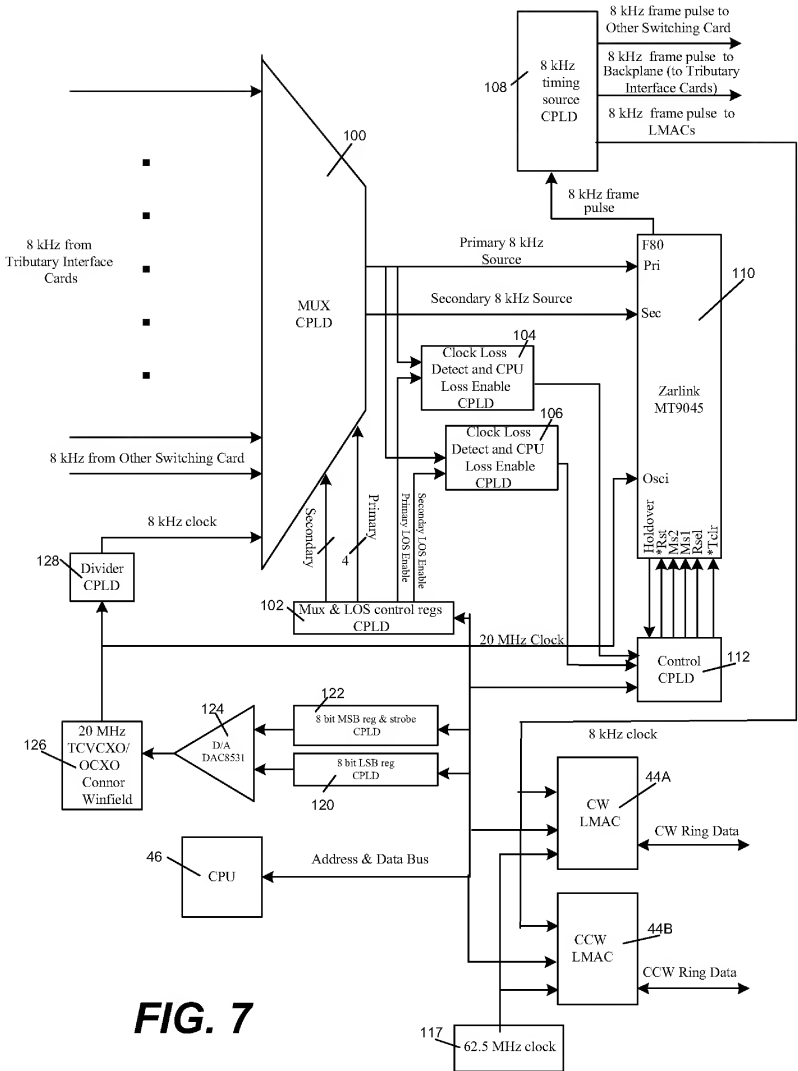 8 kHz frame pulse to
Other Switching Card
8 kHz frame pulse to
Backplane (to Tributary
Interface Cards)
8 kHz frame pulse to
LMACs
108
8 kHz
timing
source
CPLD
8 kHz frame
pulse
100
8 kHz from
Tributary Interface
Cards
MUX
CPLD
Primary 8 kHz
Source
Secondary 8 kHz Source
F80
Pri
Sec
110
Zarlink
MT9045
Osci
Holdover
*Rst
Ms2
Ms1
Rsel
*Tclr
104
Clock Loss
Detect and CPU
Loss Enable
CPLD
106
Clock Loss
Detect and CPU
Loss Enable
CPLD
8 kHz from Other Switching Card
8 kHz clock
Secondary
Primary
4
Primary LOS Enable
Seconday LOS Enable
128
Divider
CPLD
102
Mux & LOS control regs
CPLD
20 MHz Clock
Control
CPLD
112
126
20 MHz
TCVCXO/
OCXO
Connor
Winfield
124
D/A
DAC8531
122
8 bit MSB reg & strobe
CPLD
8 bit LSB reg
CPLD
120
8 kHz clock
46
CPU
Address & Data Bus
44A
CW
LMAC
CW Ring Data
44B
CCW
LMAC
CCW Ring Data
117
62.5 MHz clock
FIG. 7